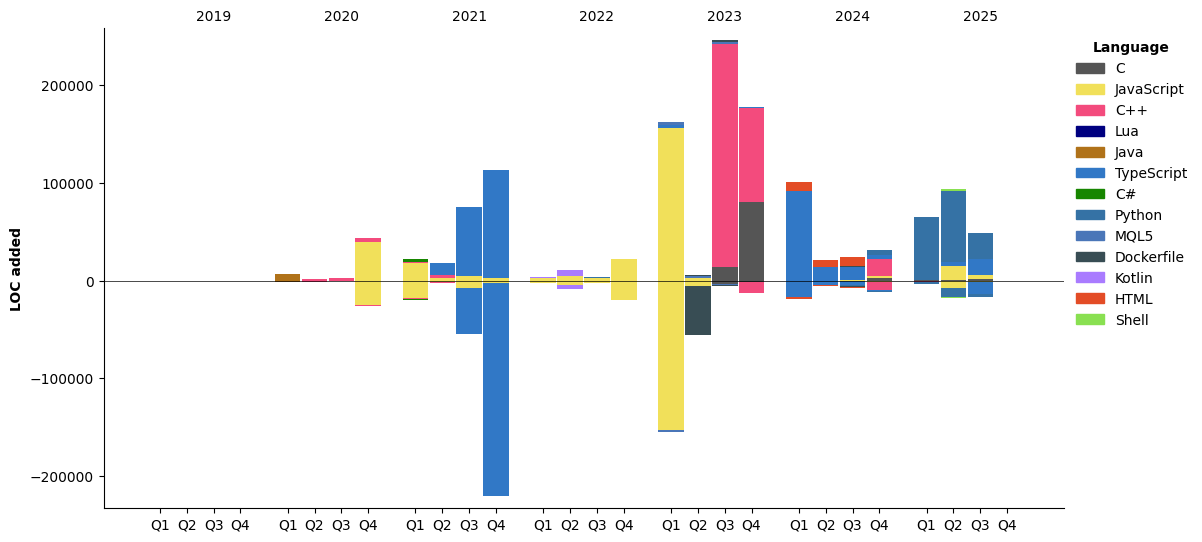 2019 2020 2021 2022 2023 2024 2025
LOC added
200000
100000
0
−100000
−200000
Q1 Q2 Q3 Q4 Q1 Q2 Q3 Q4 Q1 Q2 Q3 Q4 Q1 Q2 Q3 Q4 Q1 Q2 Q3 Q4 Q1 Q2 Q3 Q4 Q1 Q2 Q3 Q4
Language
C
JavaScript
C++
Lua
Java
TypeScript
C#
Python
MQL5
Dockerfile
Kotlin
HTML
Shell